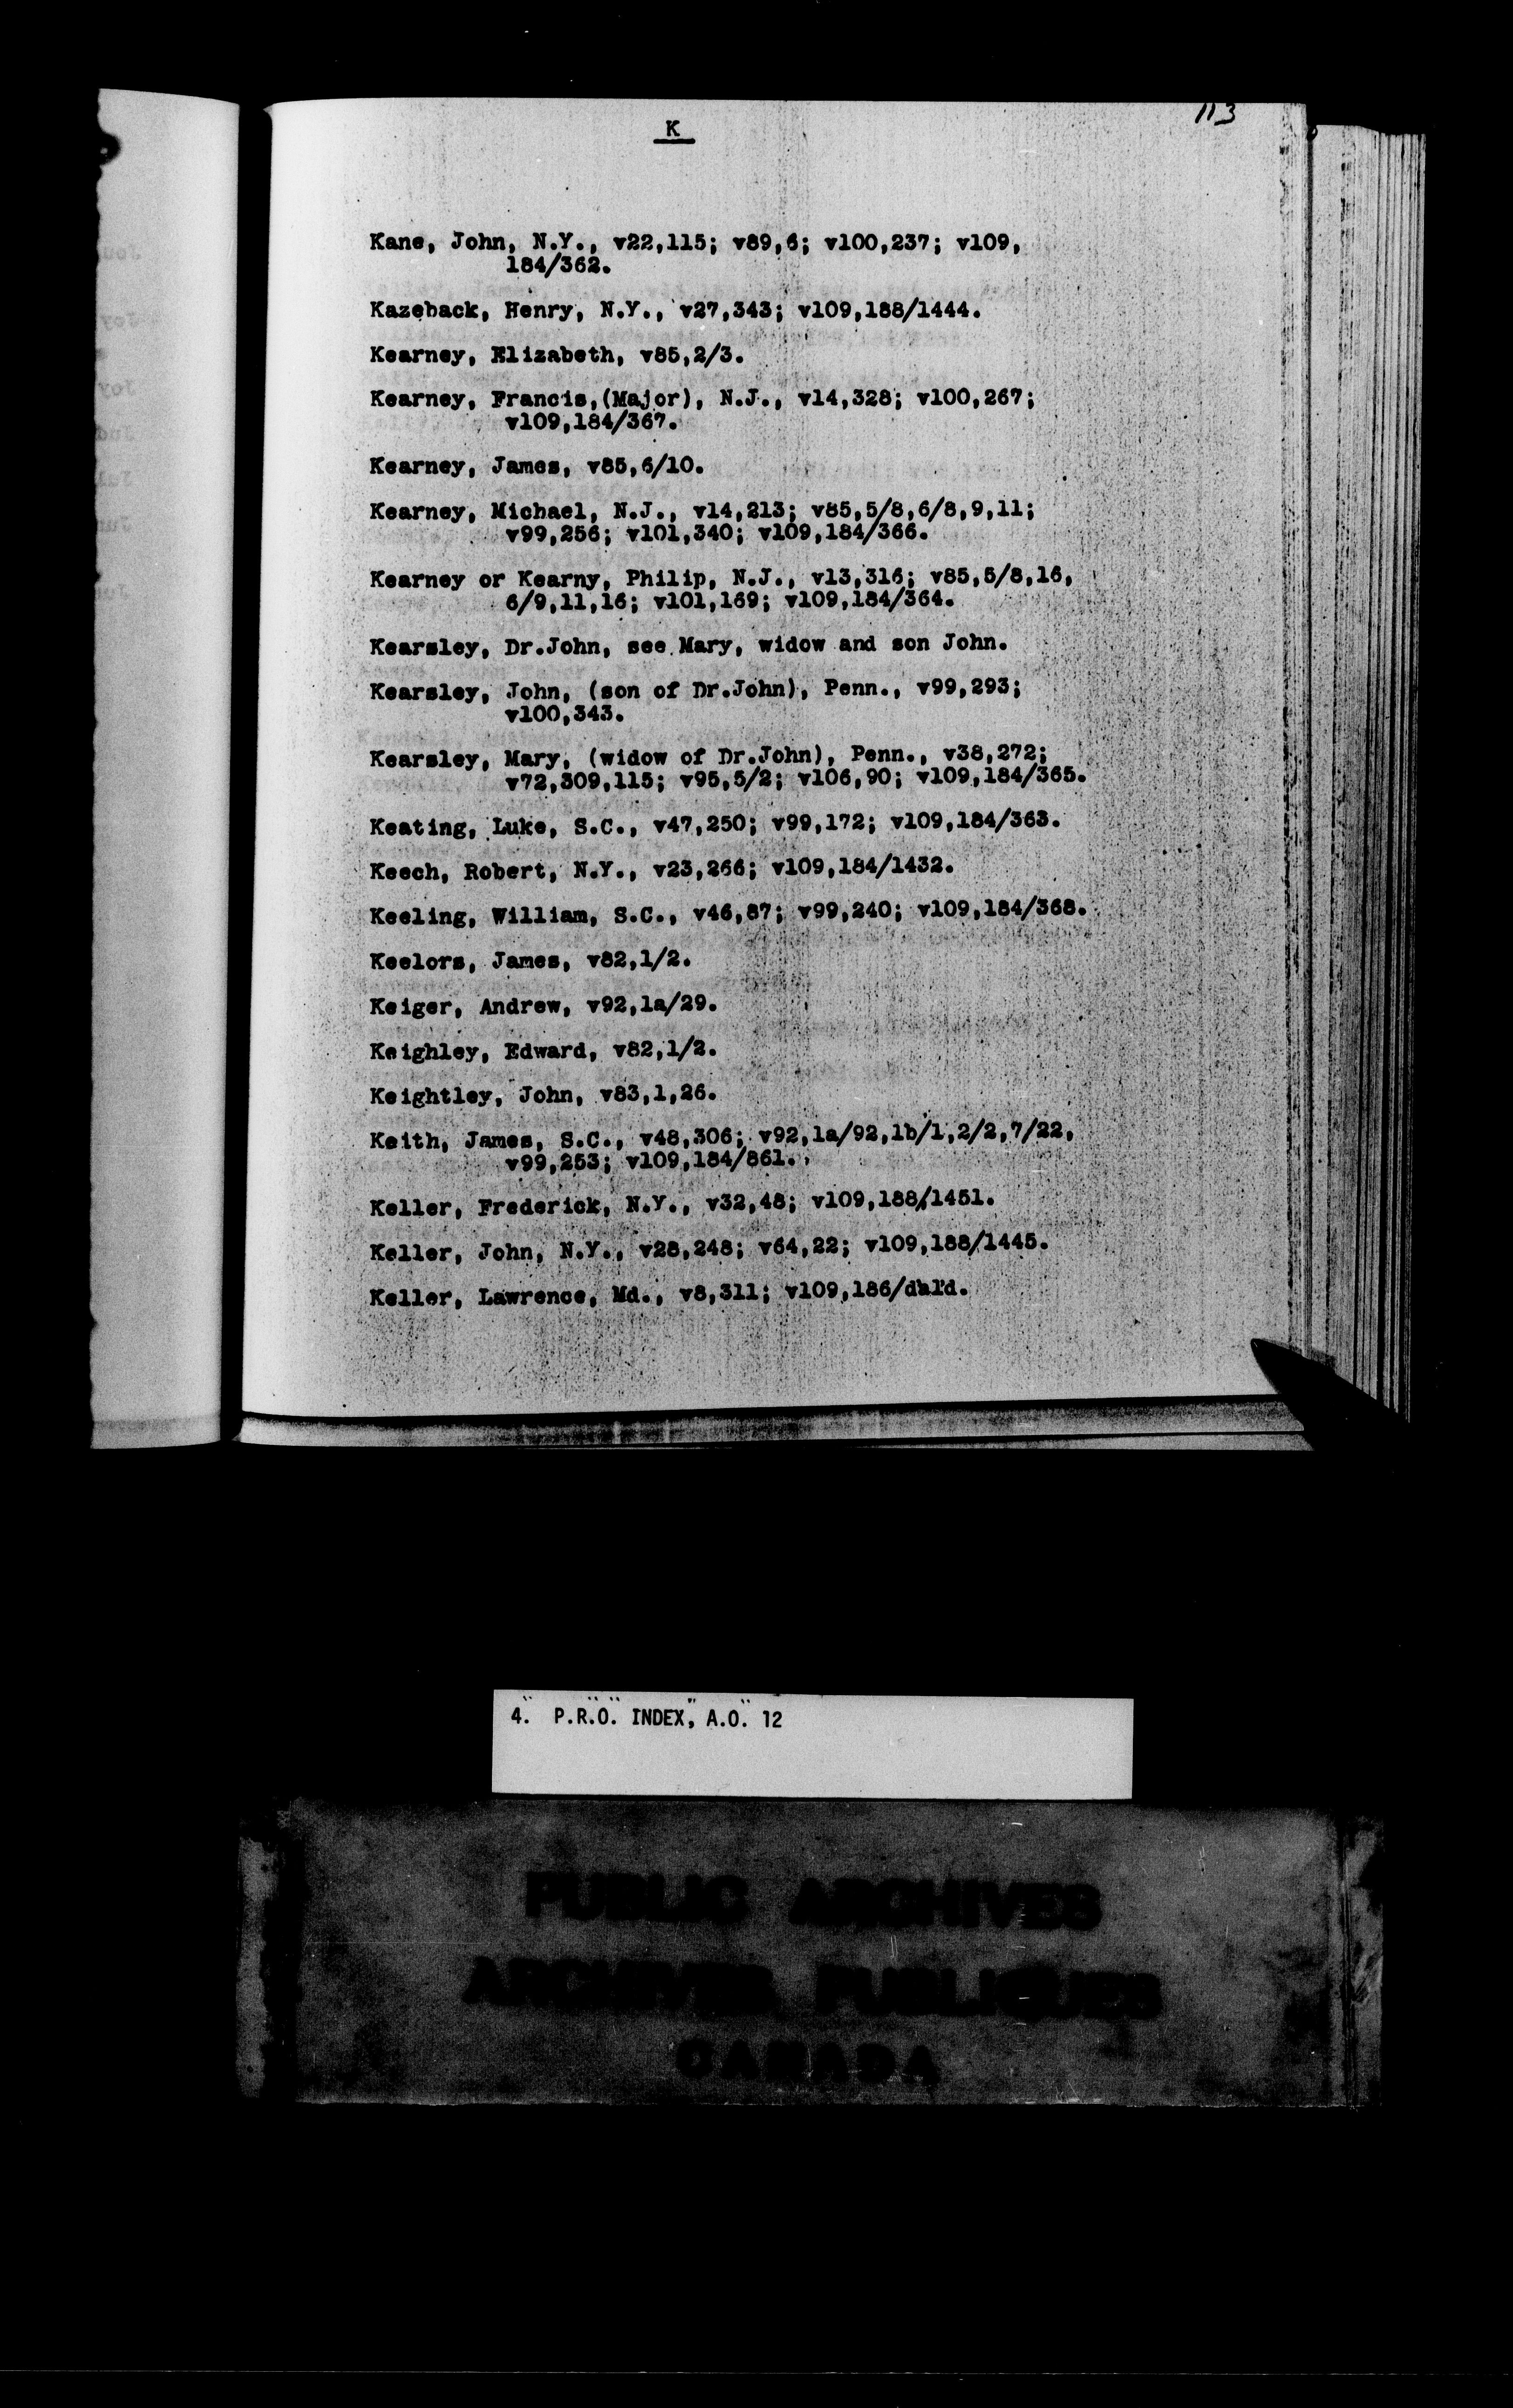 113
K
Kane, John, N.Y., v22,115; v89,6; v100,237; v109,
184/362.
Kazeback, Henry, N.Y., v27,343; v109,188/1444.
Kearney, Elizabeth, v85,2/3.
Kearney, Francis,(Major), N.J., v14,328; v100,267;
v109,184/367.
Kearney, James, v85,6/10.
Kearney, Michael, N.J., v14,213; v85,5/8,6/8,9,11;
v99,256; v101,340; v109,184/366.
Kearney or Kearny, Philip, N.J., v13,316; v85,5/8,16,
6/9,11,16; v101,169; v109,184/364.
Kearsley, Dr.John, see Mary, widow and son John.
Kearsley, John, (son of Dr.John), Penn., v99,293;
v100,343.
Kearsley, Mary, (widow of Dr.John), Penn., v38,272;
v72,309,115; v95,5/2; v106,90; v109,184/365.
Keating, Luke, S.C., v47,250; v99,172; v109,184/363.
Keech, Robert, N.Y., v23,266; v109,184/1432.
Keeling, William, S.C., v46,87; v99,240; v109,184/368.
Keelors, James, v82,1/2.
Keiger, Andrew, v92,1a/29.
Keighley, Edward, v82,1/2.
Keightley, John, v83,1,26.
Keith, James, S.C., v48,306; v92,1a/92,1b/1,2/2,7/22,
v99,253; v109,184/861.
Keller, Frederick, N.Y., v32,48; v109,188/1451.
Keller, John, N.Y., v28,248; v64,22; v109,188/1445.
Keller, Lawrence, Md., v8,311; v109,186/dal'd.
4. P.R.O. INDEX, A.O. 12
PUBLIC ARCHIVES
ARCHIVES PUBLIQUES
CANADA